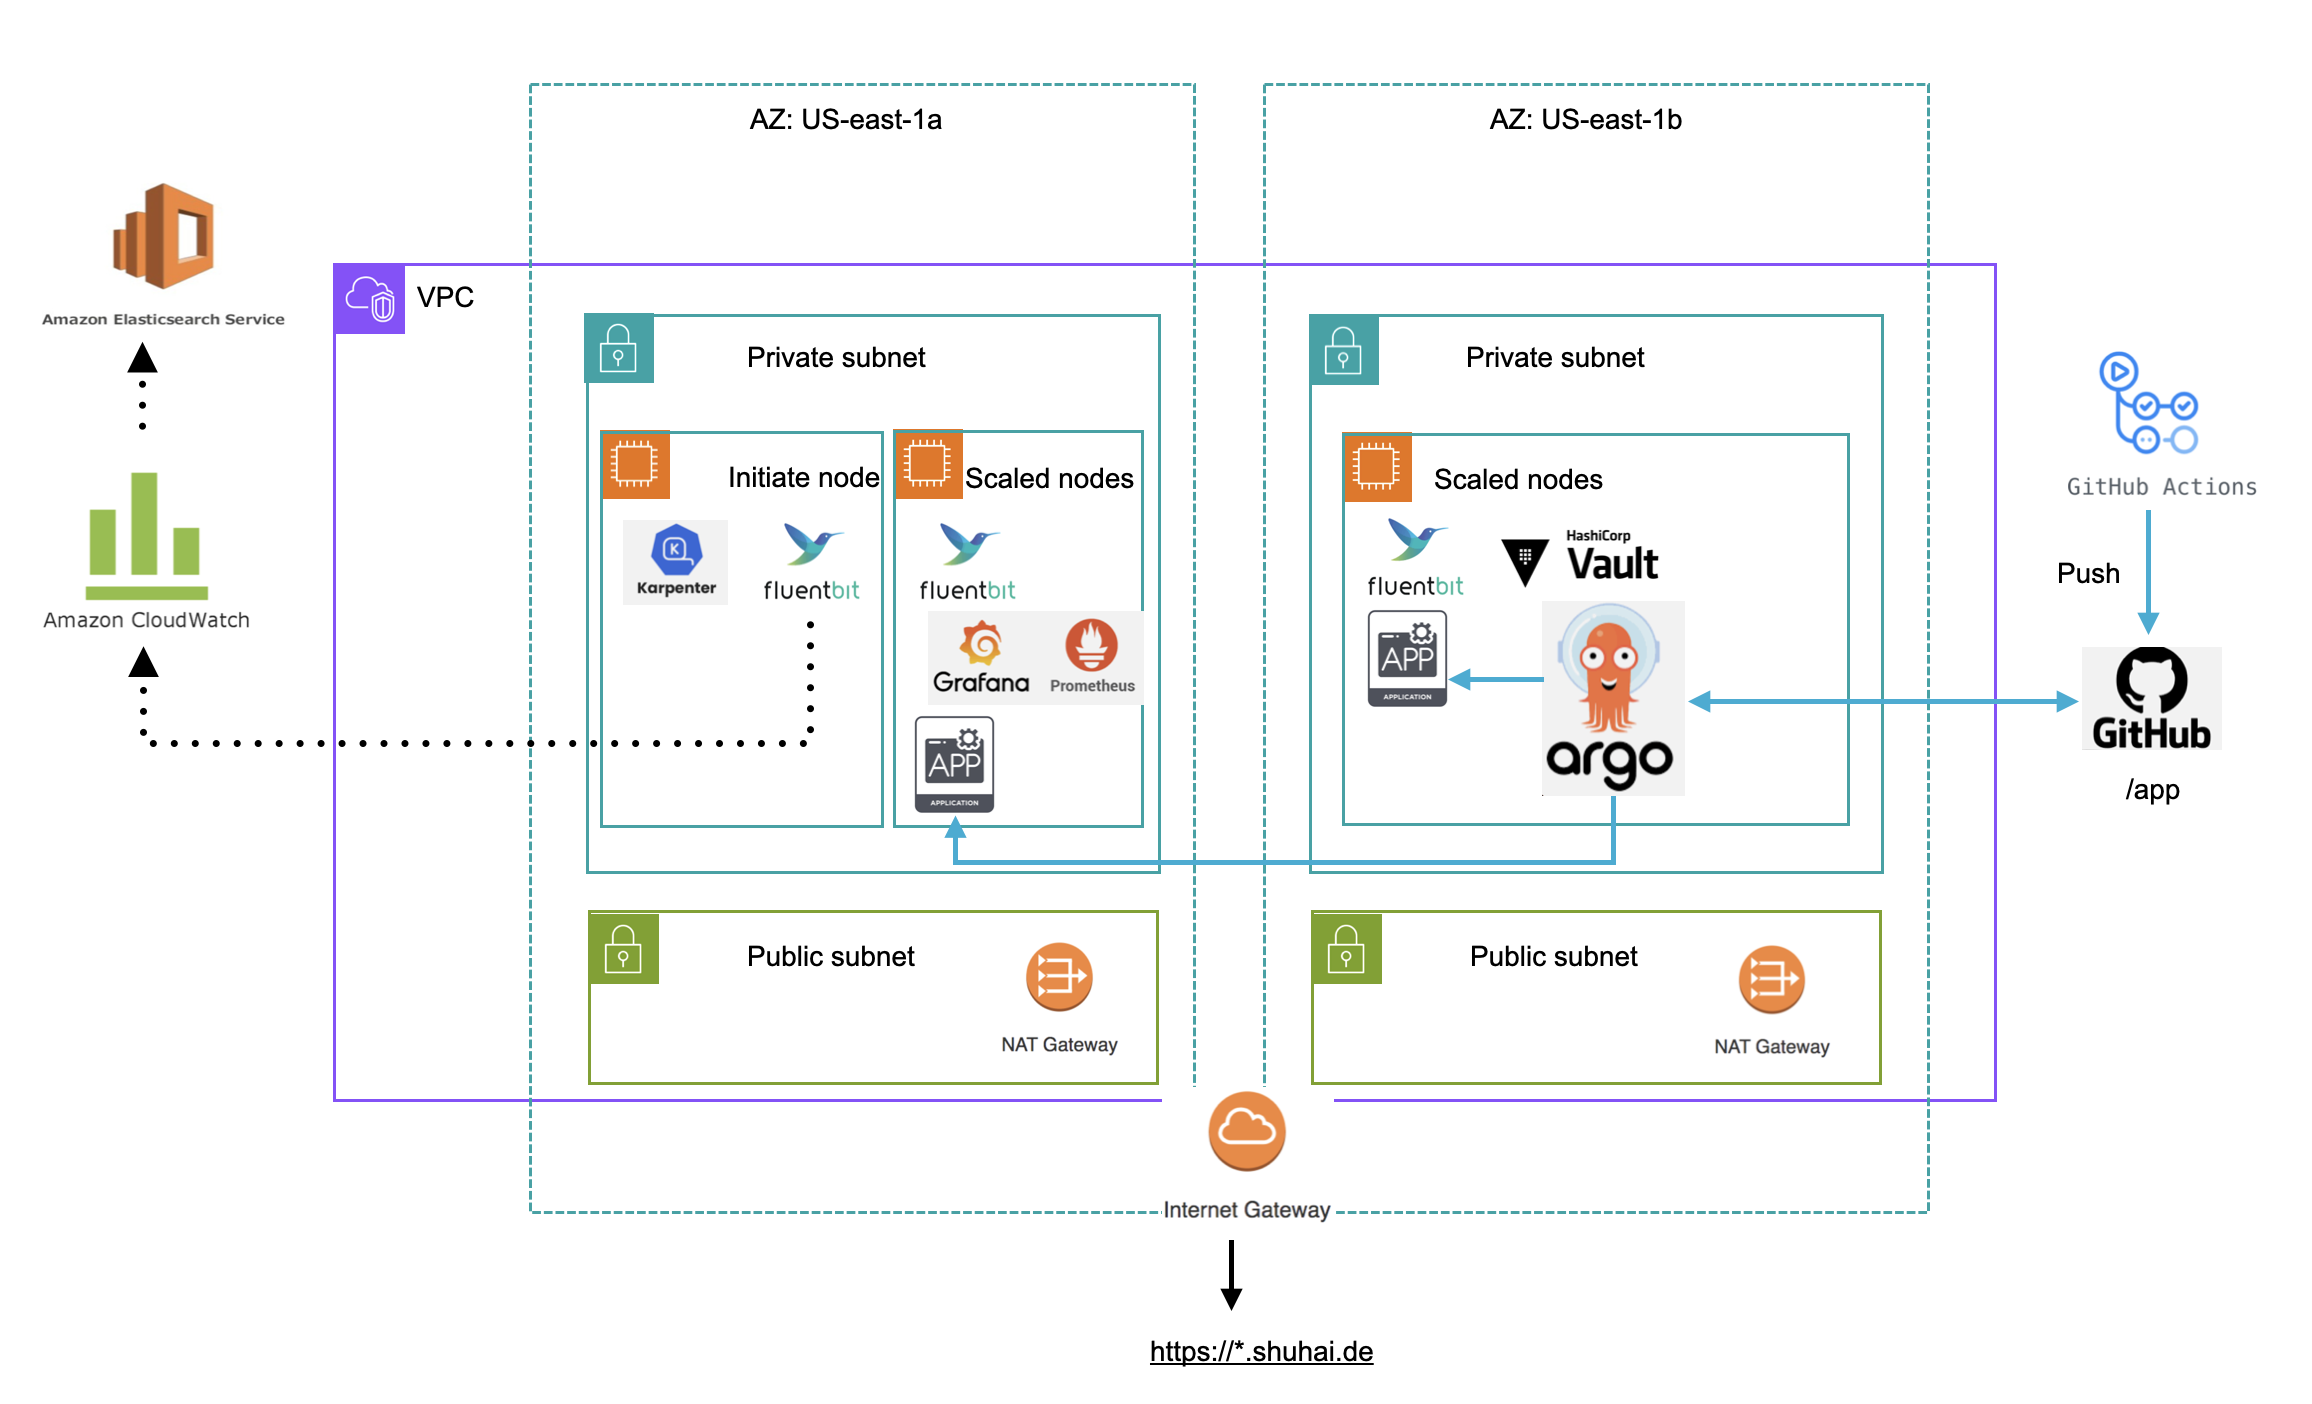 AZ: US-east-1a
AZ: US-east-1b
Amazon Elasticsearch Service
VPC
Private subnet
Private subnet
Initiate node
Scaled nodes
Scaled nodes
GitHub Actions
K
Karpenter
fluentbit
fluentbit
fluentbit
HashiCorp
Vault
Push
Amazon CloudWatch
Grafana
Prometheus
APP
APPLICATION
argo
GitHub
/app
APP
APPLICATION
Public subnet
NAT Gateway
Public subnet
NAT Gateway
Internet Gateway
https://*.shuhai.de